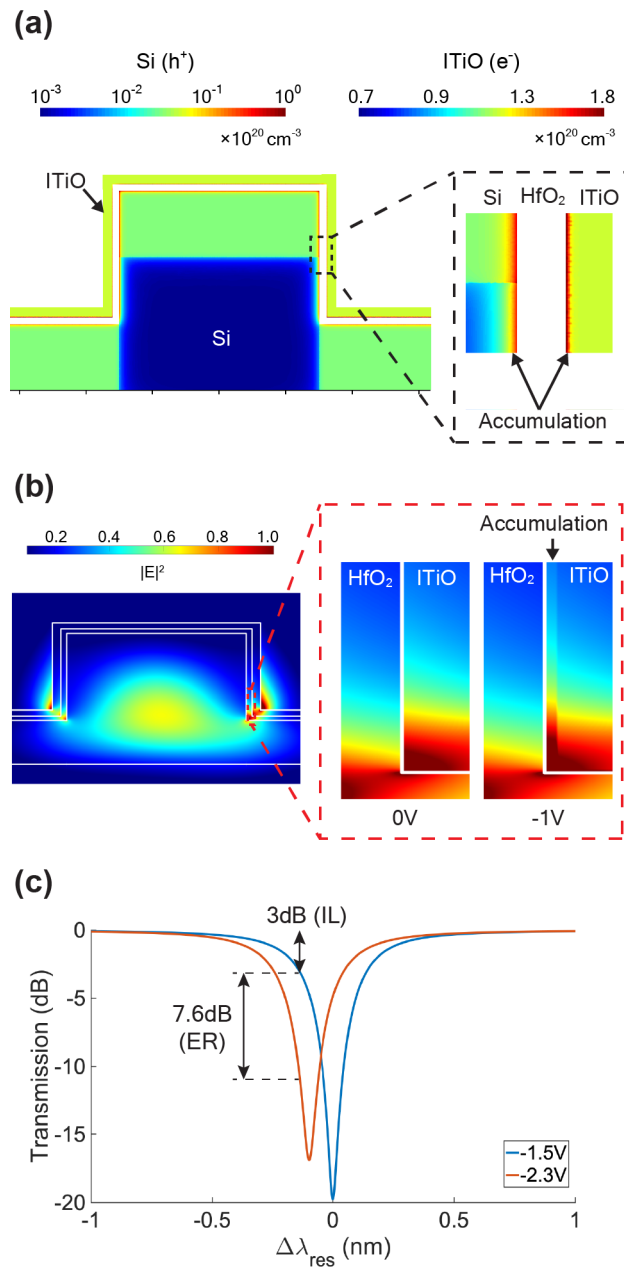 (a)
Si (h⁺) ITiO (e⁻)
10⁻³ 10⁻² 10⁻¹ 10⁰ 0.7 0.9 1.3 1.8
×10²⁰ cm⁻³ ×10²⁰ cm⁻³
ITiO
Si HfO₂ ITiO
Si
Accumulation
(b)
0.2 0.4 0.6 0.8 1.0
|E|²
Accumulation
HfO₂ ITiO HfO₂ ITiO
0V -1V
(c)
3dB (IL)
7.6dB
(ER)
Transmission (dB)
0
-5
-10
-15
-20
-1.5V
-2.3V
-1 -0.5 0 0.5 1
Δλres (nm)